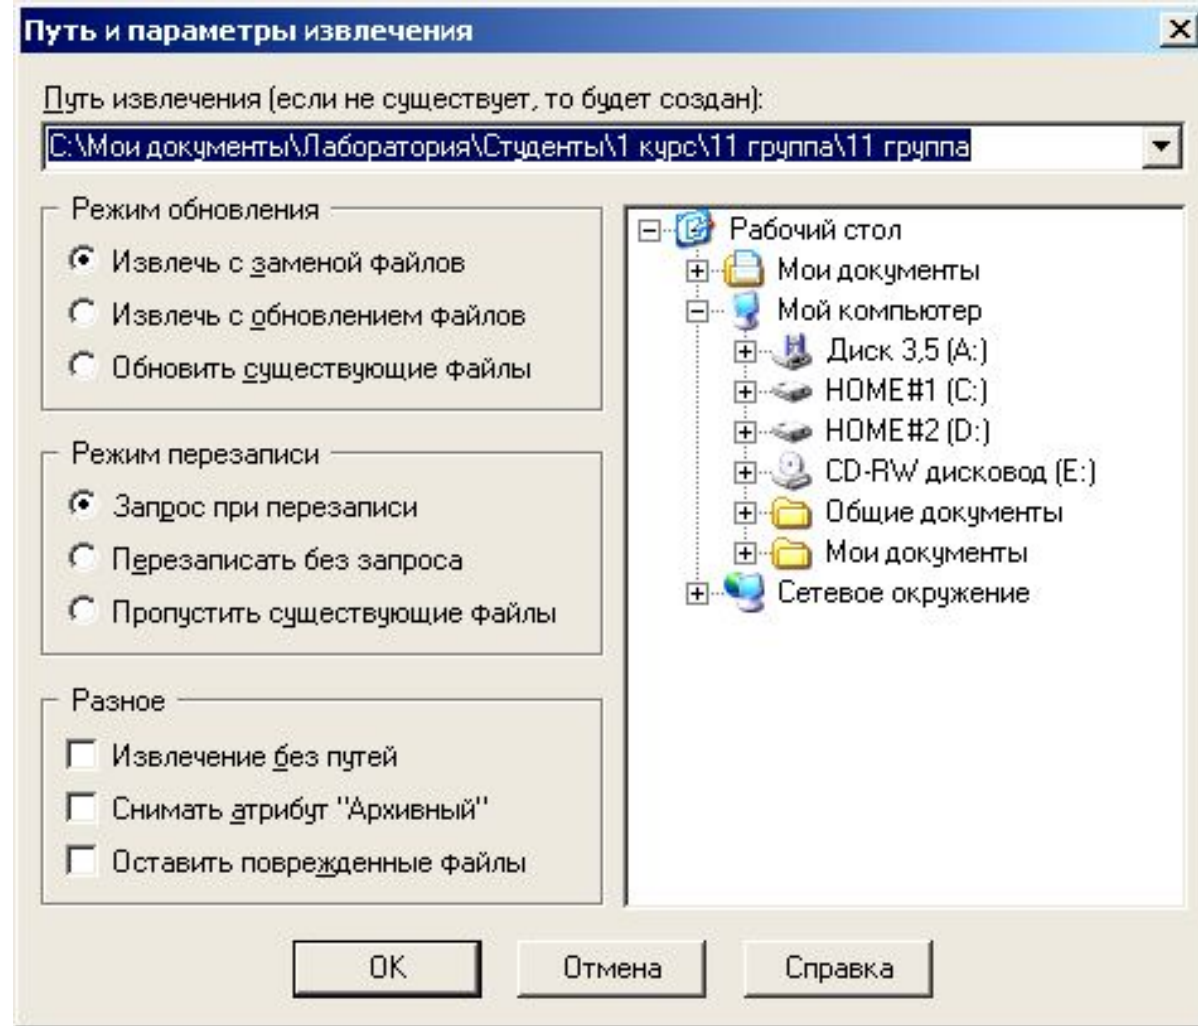 Путь и параметры извлечения
Путь извлечения (если не существует, то будет создан):
C:\Мои документы\Лаборатория\Студенты\1 курс\11 группа\11 группа
Режим обновления
Извлечь с заменой файлов
Извлечь с обновлением файлов
Обновить существующие файлы
Режим перезаписи
Запрос при перезаписи
Перезаписать без запроса
Пропустить существующие файлы
Разное
Извлечение без путей
Снимать атрибут "Архивный"
Оставить поврежденные файлы
Рабочий стол
Мои документы
Мой компьютер
Диск 3,5 (A:)
HOME#1 (C:)
HOME#2 (D:)
CD-RW дисковод (E:)
Общие документы
Мои документы
Сетевое окружение
OK
Отмена
Справка